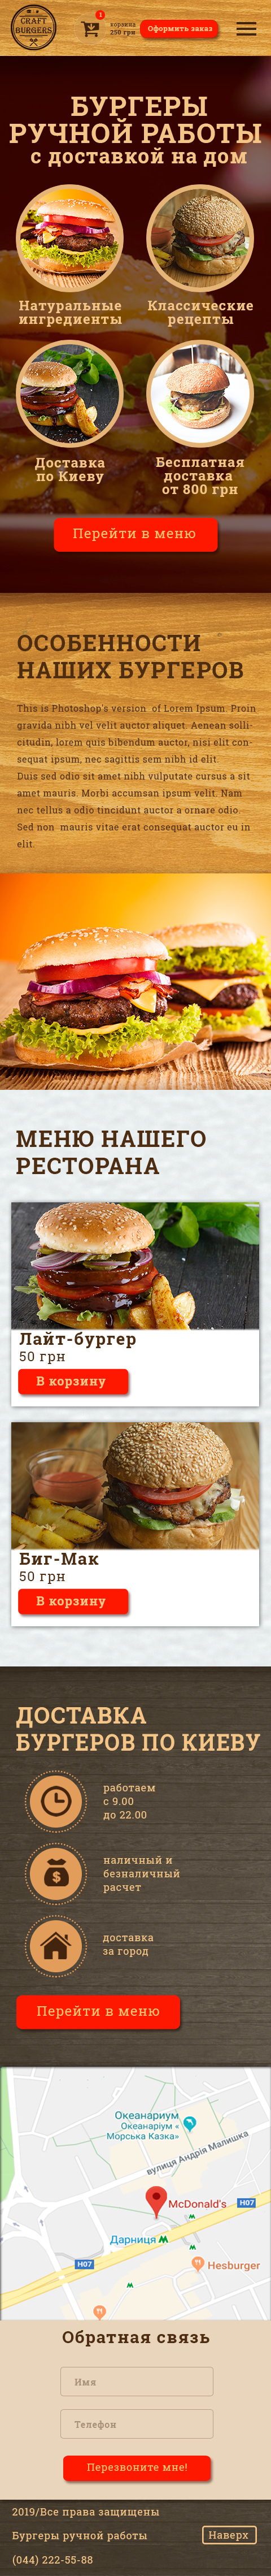 CRAFT
BURGERS
1
корзина
250 грн
Оформить заказ
БУРГЕРЫ
РУЧНОЙ РАБОТЫ
с доставкой на дом
Натуральные
ингредиенты
Классические
рецепты
Доставка
по Киеву
Бесплатная
доставка
от 800 грн
Перейти в меню
ОСОБЕННОСТИ
НАШИХ БУРГЕРОВ
This is Photoshop's version of Lorem Ipsum. Proin
gravida nibh vel velit auctor aliquet. Aenean solli-
citudin, lorem quis bibendum auctor, nisi elit con-
sequat ipsum, nec sagittis sem nibh id elit.
Duis sed odio sit amet nibh vulputate cursus a sit
amet mauris. Morbi accumsan ipsum velit. Nam
nec tellus a odio tincidunt auctor a ornare odio.
Sed non mauris vitae erat consequat auctor eu in
elit.
МЕНЮ НАШЕГО
РЕСТОРАНА
Лайт-бургер
50 грн
В корзину
Биг-Мак
50 грн
В корзину
ДОСТАВКА
БУРГЕРОВ ПО КИЕВУ
работаем
с 9.00
до 22.00
$
наличный и
безналичный
расчет
доставка
за город
Перейти в меню
Океанариум
Океанаріум «
Морська Казка»
вулиця Андрія Малишка
H07
McDonald's
Дарниця
H07
Hesburger
Обратная связь
Имя
Телефон
Перезвоните мне!
2019/Все права защищены
Бургеры ручной работы
Наверх
(044) 222-55-88